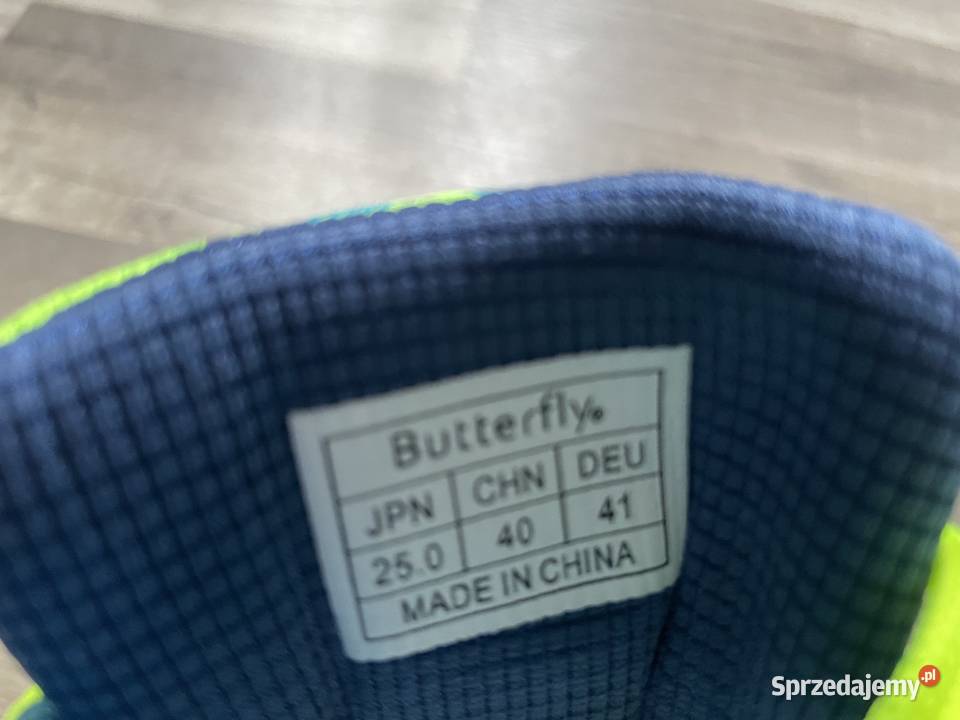 Butterfly®
JPN CHN DEU
25.0 40 41
MADE IN CHINA
Sprzedajemy.pl